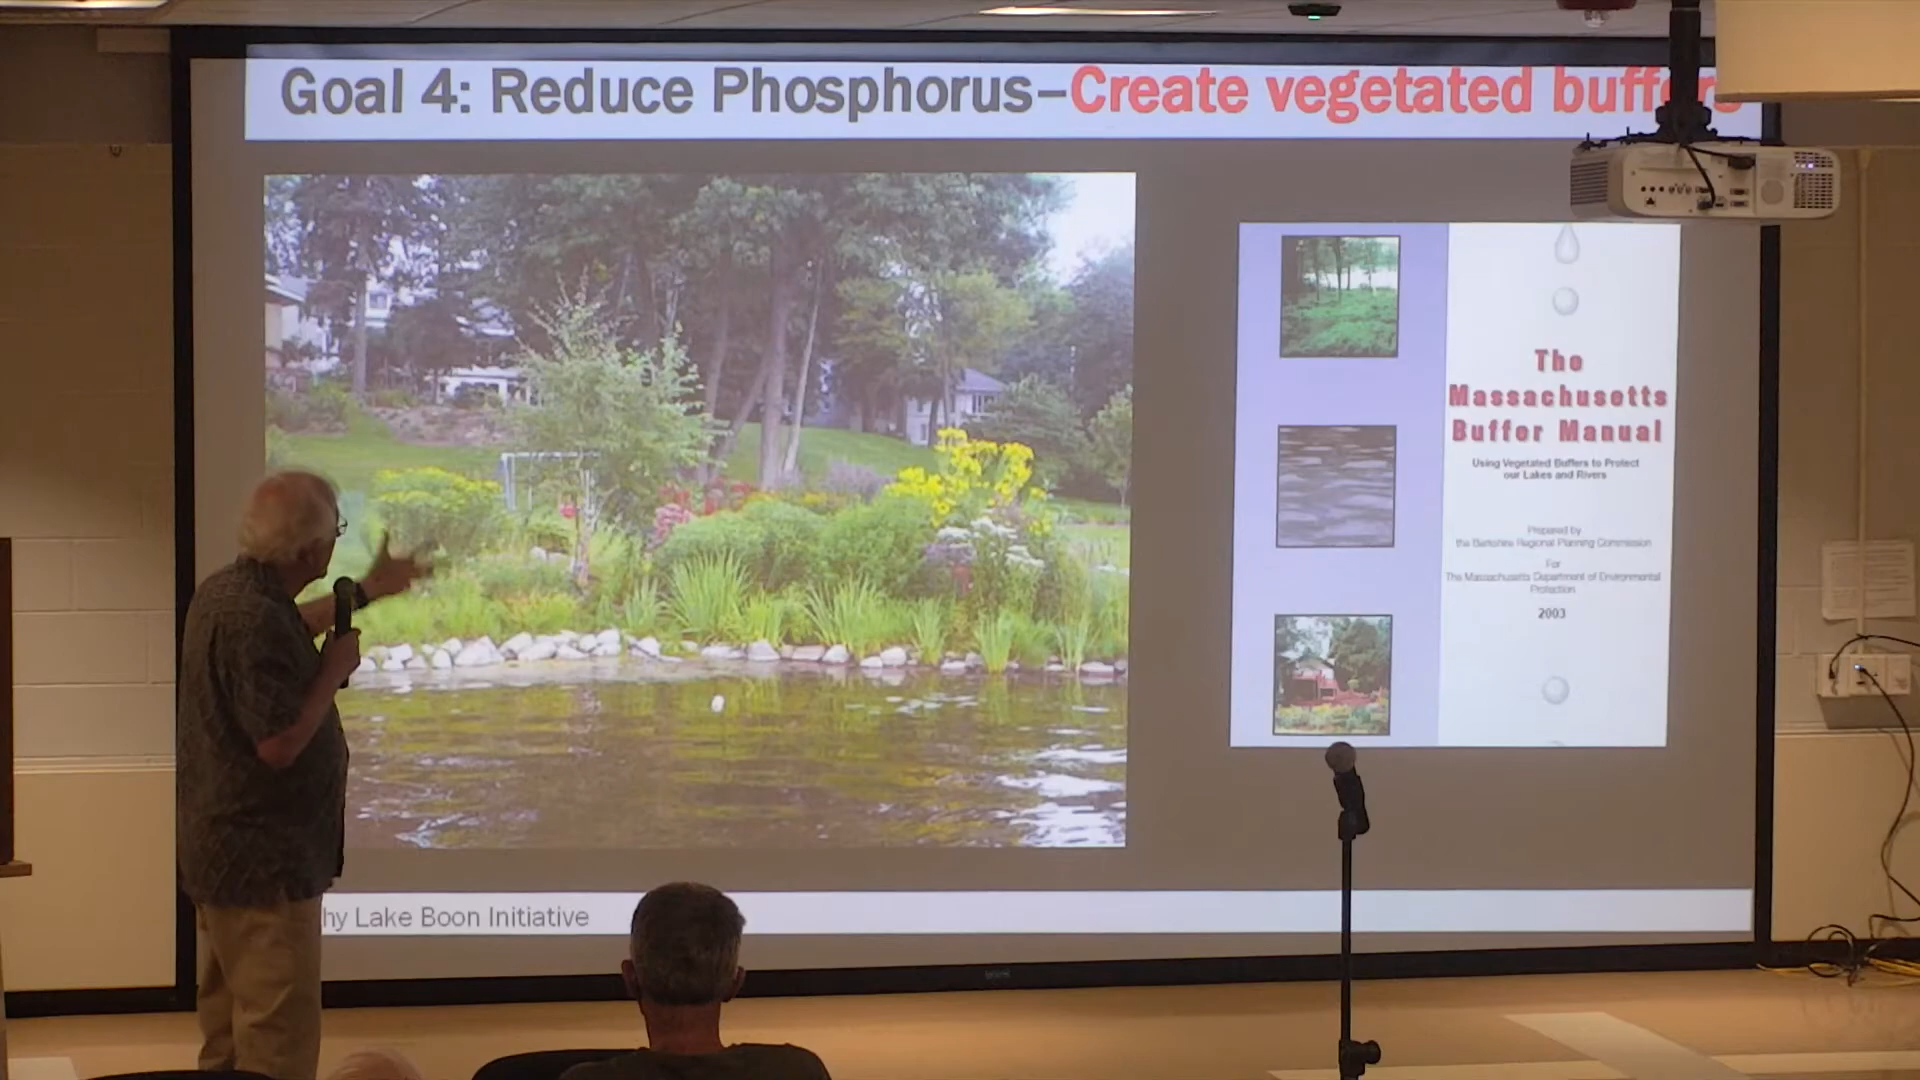 Goal 4: Reduce Phosphorus–Create vegetated buffers
The
Massachusetts
Buffer Manual
Using Vegetated Buffers to Protect
our Lakes and Rivers
Prepared by
the Berkshire Regional Planning Commission
For
The Massachusetts Department of Environmental
Protection
2003
hy Lake Boon Initiative